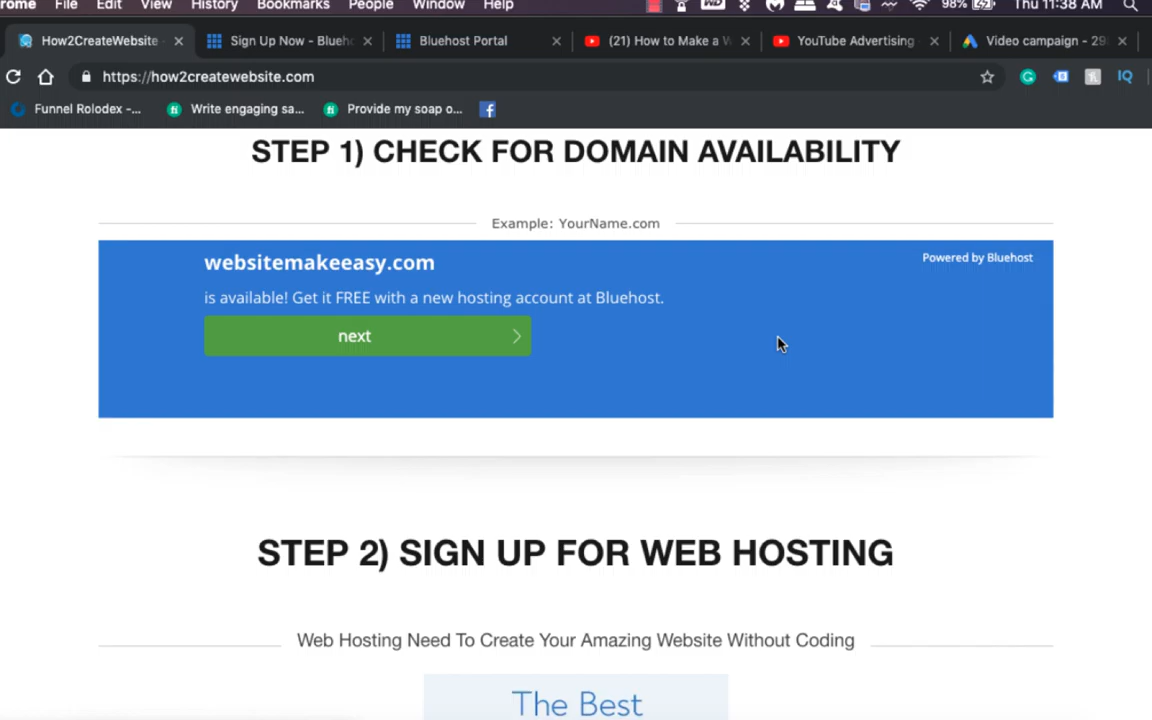 rome File Edit View History Bookmarks People Window Help 98% Thu 11:38 AM
How2CreateWebsite - Sign Up Now - Blueho Bluehost Portal (21) How to Make a W YouTube Advertising Video campaign - 29
https://how2createwebsite.com IQ
Funnel Rolodex -... Write engaging sa... Provide my soap o...
STEP 1) CHECK FOR DOMAIN AVAILABILITY
Example: YourName.com
websitemakeeasy.com Powered by Bluehost
is available! Get it FREE with a new hosting account at Bluehost.
next
STEP 2) SIGN UP FOR WEB HOSTING
Web Hosting Need To Create Your Amazing Website Without Coding
The Best